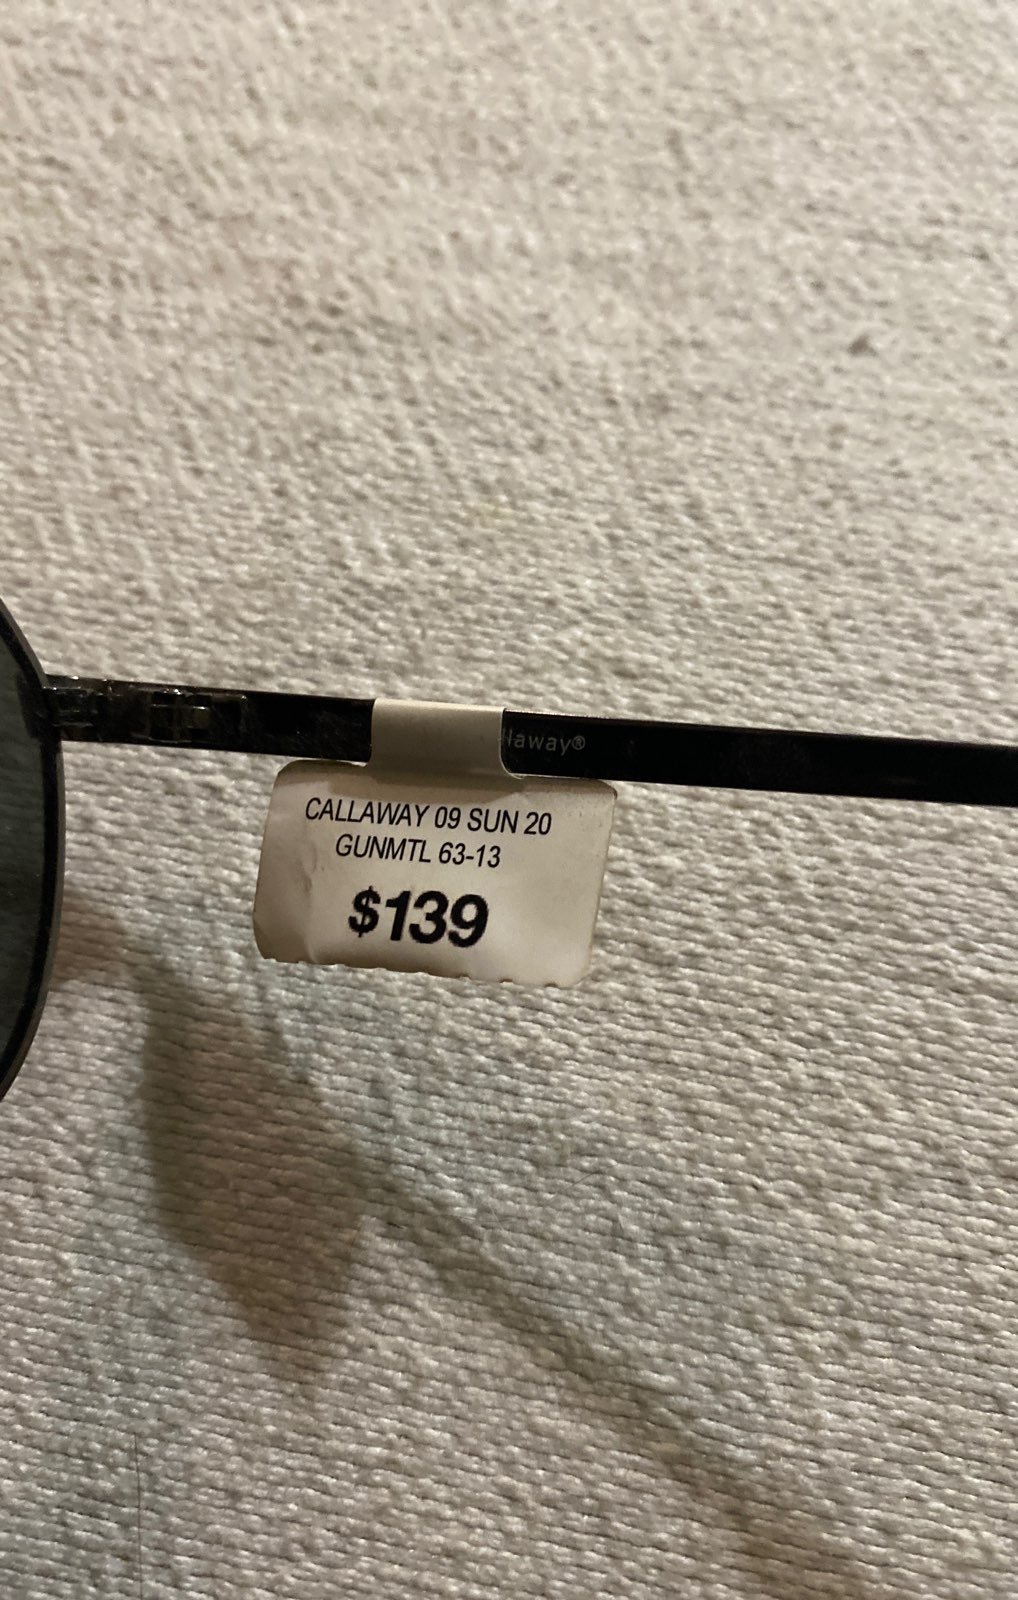 llaway®
CALLAWAY 09 SUN 20
GUNMTL 63-13
$139